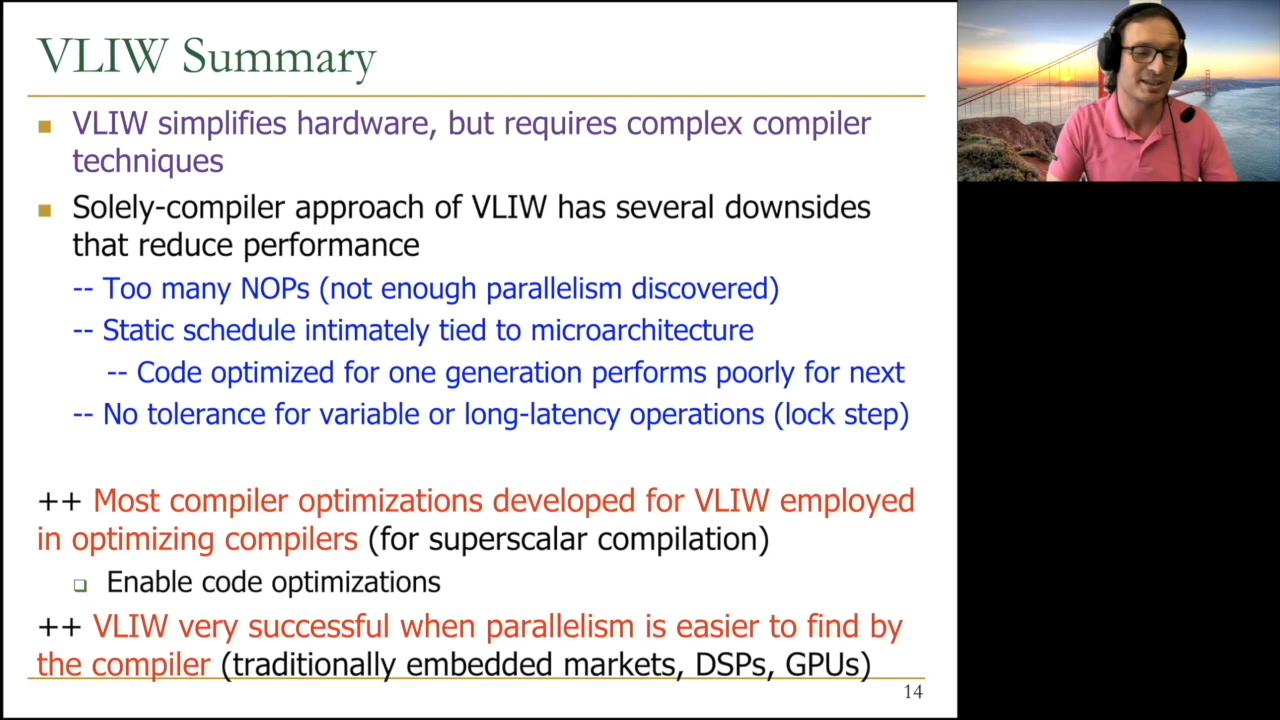 VLIW Summary
VLIW simplifies hardware, but requires complex compiler
techniques
Solely-compiler approach of VLIW has several downsides
that reduce performance
-- Too many NOPs (not enough parallelism discovered)
-- Static schedule intimately tied to microarchitecture
-- Code optimized for one generation performs poorly for next
-- No tolerance for variable or long-latency operations (lock step)
++ Most compiler optimizations developed for VLIW employed
in optimizing compilers (for superscalar compilation)
Enable code optimizations
++ VLIW very successful when parallelism is easier to find by
the compiler (traditionally embedded markets, DSPs, GPUs)
14